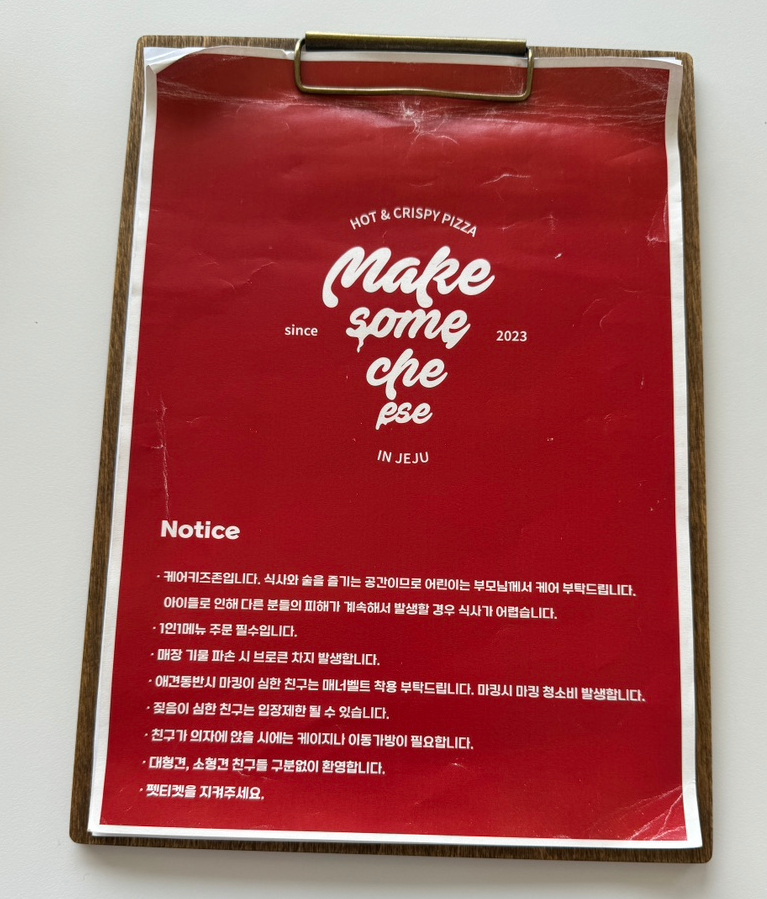 HOT & CRISPY PIZZA
Make
some
since 2023
che
ese
IN JEJU
Notice
· 케어키즈존입니다. 식사와 술을 즐기는 공간이므로 어린이는 부모님께서 케어 부탁드립니다.
아이들로 인해 다른 분들의 피해가 계속해서 발생할 경우 식사가 어렵습니다.
· 1인1메뉴 주문 필수입니다.
· 매장 기물 파손 시 브로큰 차지 발생합니다.
· 애견동반시 마킹이 심한 친구는 매너벨트 착용 부탁드립니다. 마킹시 마킹 청소비 발생합니다.
· 짖음이 심한 친구는 입장제한 될 수 있습니다.
· 친구가 의자에 앉을 시에는 케이지나 이동가방이 필요합니다.
· 대형견, 소형견 친구들 구분없이 환영합니다.
· 펫티켓을 지켜주세요.